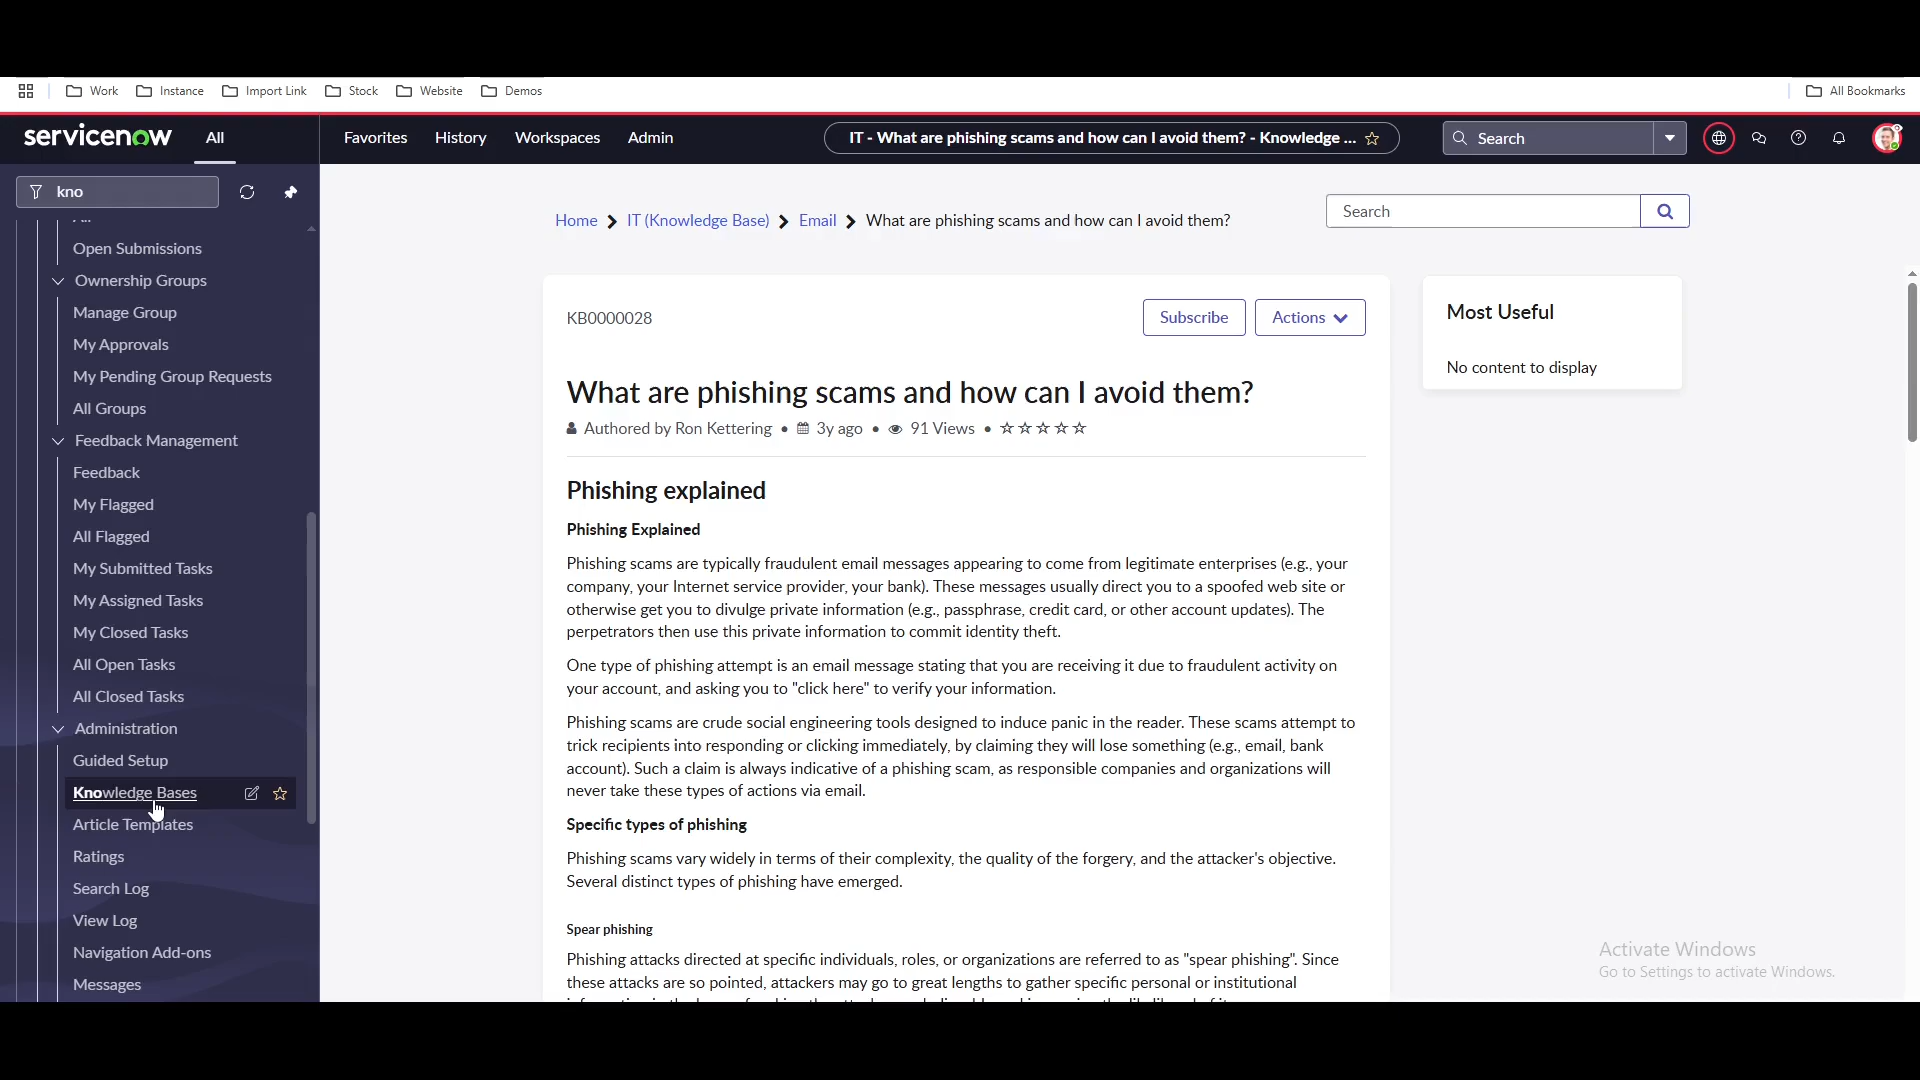 Work Instance Import Link Stock Website Demos All Bookmarks
servicenow All Favorites History Workspaces Admin IT - What are phishing scams and how can I avoid them? - Knowledge ... Search
kno
Open Submissions
Ownership Groups
Manage Group
My Approvals
My Pending Group Requests
All Groups
Feedback Management
Feedback
My Flagged
All Flagged
My Submitted Tasks
My Assigned Tasks
My Closed Tasks
All Open Tasks
All Closed Tasks
Administration
Guided Setup
Knowledge Bases
Article Templates
Ratings
Search Log
View Log
Navigation Add-ons
Messages
Home IT (Knowledge Base) Email What are phishing scams and how can I avoid them?
Search
KB0000028
Subscribe Actions
What are phishing scams and how can I avoid them?
Authored by Ron Kettering • 3y ago • 91 Views •
Phishing explained
Phishing Explained
Phishing scams are typically fraudulent email messages appearing to come from legitimate enterprises (e.g., your
company, your Internet service provider, your bank). These messages usually direct you to a spoofed web site or
otherwise get you to divulge private information (e.g., passphrase, credit card, or other account updates). The
perpetrators then use this private information to commit identity theft.
One type of phishing attempt is an email message stating that you are receiving it due to fraudulent activity on
your account, and asking you to "click here" to verify your information.
Phishing scams are crude social engineering tools designed to induce panic in the reader. These scams attempt to
trick recipients into responding or clicking immediately, by claiming they will lose something (e.g., email, bank
account). Such a claim is always indicative of a phishing scam, as responsible companies and organizations will
never take these types of actions via email.
Specific types of phishing
Phishing scams vary widely in terms of their complexity, the quality of the forgery, and the attacker's objective.
Several distinct types of phishing have emerged.
Spear phishing
Phishing attacks directed at specific individuals, roles, or organizations are referred to as "spear phishing". Since
these attacks are so pointed, attackers may go to great lengths to gather specific personal or institutional
Most Useful
No content to display
Activate Windows
Go to Settings to activate Windows.